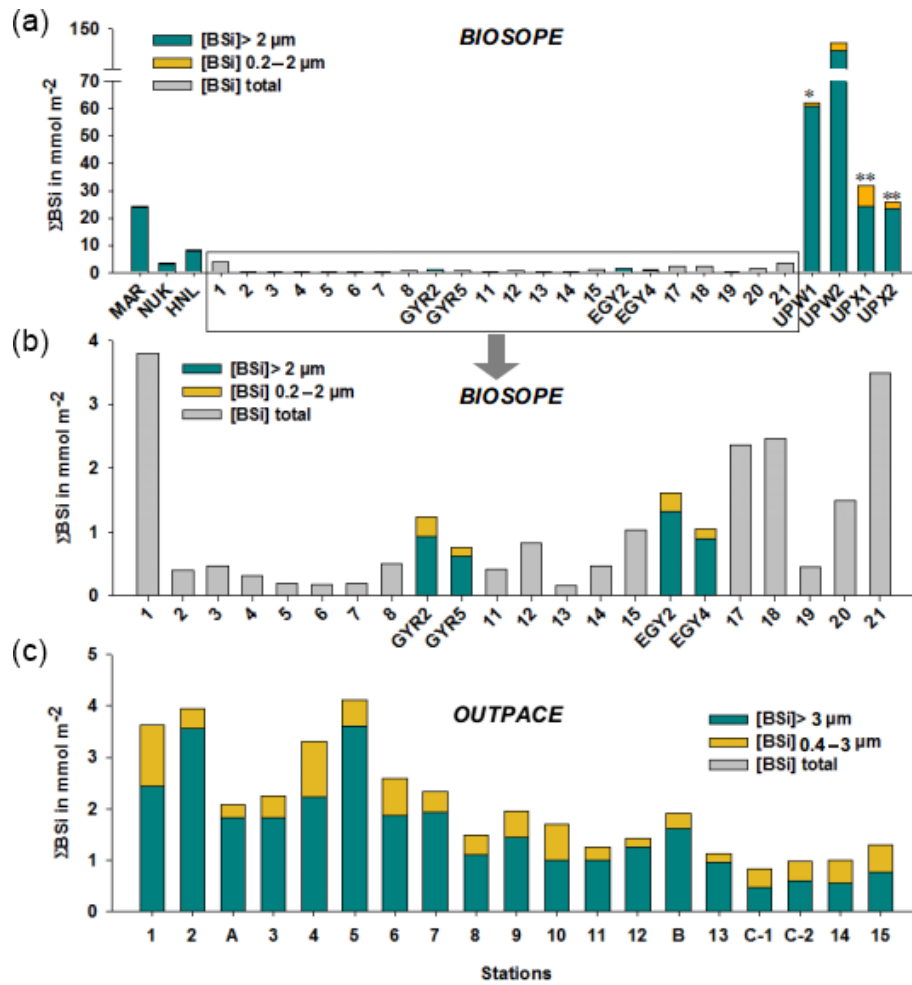 (a)
BIOSOPE
[BSi]> 2 µm
[BSi] 0.2–2 µm
[BSi] total
ΣBSi in mmol m-2
150
70
60
50
40
30
20
10
0
* ** **
MAR NUK HNL 1 2 3 4 5 6 7 8 GYR2 GYR5 11 12 13 14 15 EGY2 EGY4 17 18 19 20 21 UPW1 UPW2 UPX1 UPX2
(b)
BIOSOPE
[BSi]> 2 µm
[BSi] 0.2–2 µm
[BSi] total
ΣBSi in mmol m-2
4
3
2
1
0
1 2 3 4 5 6 7 8 GYR2 GYR5 11 12 13 14 15 EGY2 EGY4 17 18 19 20 21
(c)
OUTPACE
[BSi]> 3 µm
[BSi] 0.4–3 µm
[BSi] total
ΣBSi in mmol m-2
5
4
3
2
1
0
1 2 A 3 4 5 6 7 8 9 10 11 12 B 13 C-1 C-2 14 15
Stations